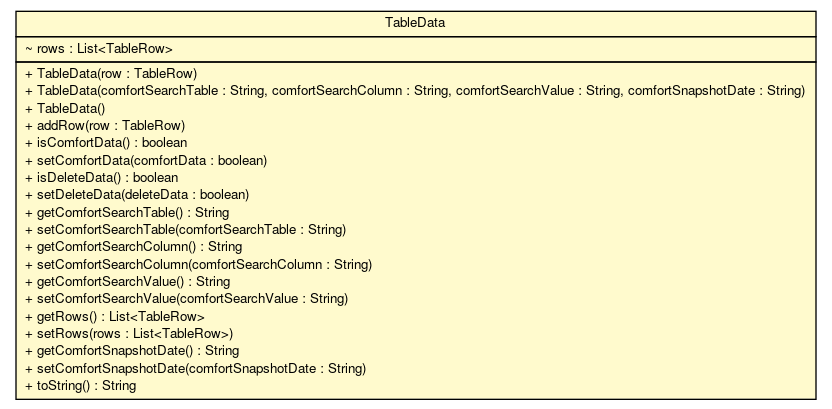 TableData
~ rows : List<TableRow>
+ TableData(row : TableRow)
+ TableData(comfortSearchTable : String, comfortSearchColumn : String, comfortSearchValue : String, comfortSnapshotDate : String)
+ TableData()
+ addRow(row : TableRow)
+ isComfortData() : boolean
+ setComfortData(comfortData : boolean)
+ isDeleteData() : boolean
+ setDeleteData(deleteData : boolean)
+ getComfortSearchTable() : String
+ setComfortSearchTable(comfortSearchTable : String)
+ getComfortSearchColumn() : String
+ setComfortSearchColumn(comfortSearchColumn : String)
+ getComfortSearchValue() : String
+ setComfortSearchValue(comfortSearchValue : String)
+ getRows() : List<TableRow>
+ setRows(rows : List<TableRow>)
+ getComfortSnapshotDate() : String
+ setComfortSnapshotDate(comfortSnapshotDate : String)
+ toString() : String